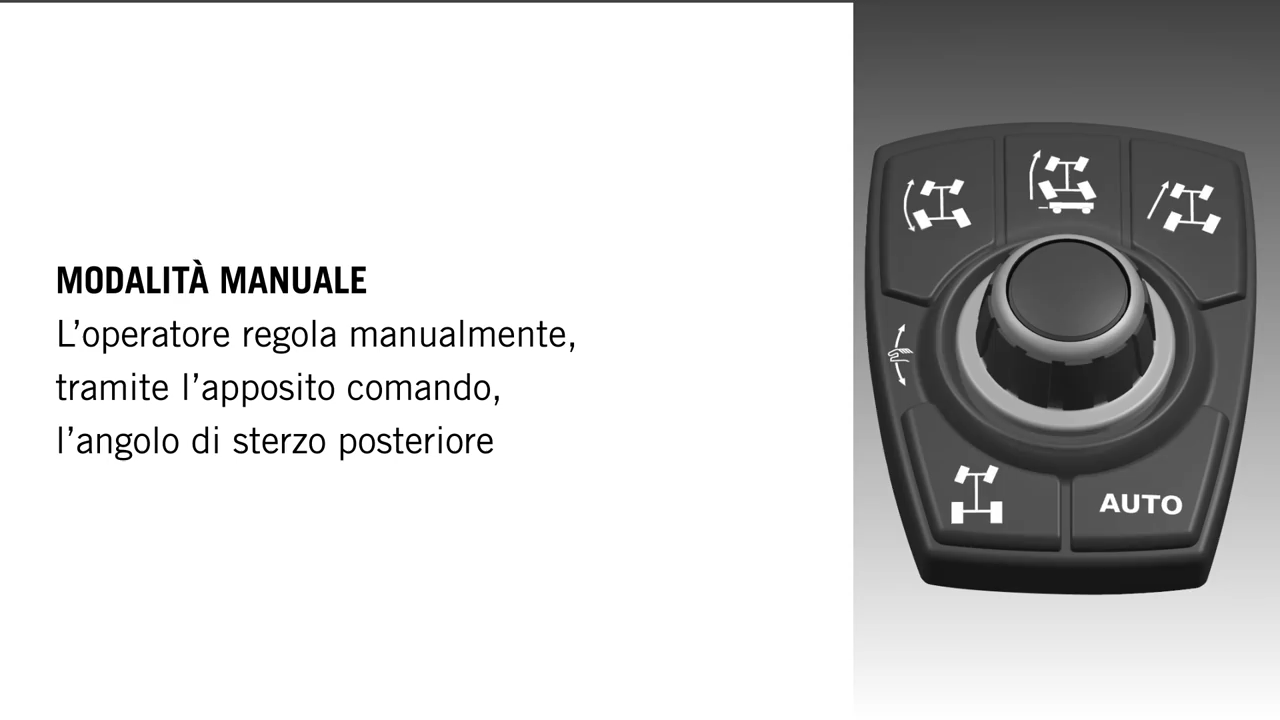 MODALITÀ MANUALE
L’operatore regola manualmente,
tramite l’apposito comando,
l’angolo di sterzo posteriore
AUTO